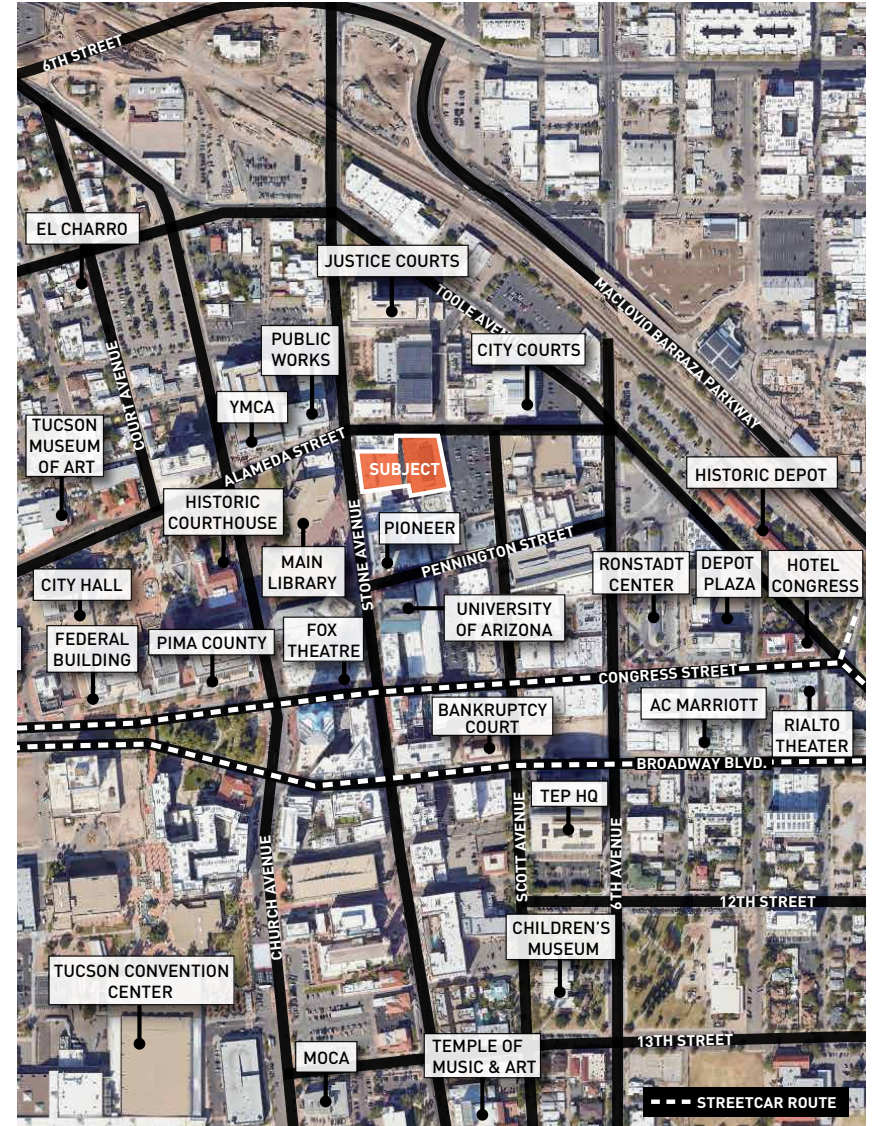 6TH STREET
EL CHARRO
JUSTICE COURTS
TOOLE AVENUE
MACLOVIO BARRAZA PARKWAY
PUBLIC
WORKS
CITY COURTS
COURT AVENUE
YMCA
TUCSON
MUSEUM
OF ART
ALAMEDA STREET
SUBJECT
HISTORIC DEPOT
HISTORIC
COURTHOUSE
PIONEER
MAIN
LIBRARY
STONE AVENUE
PENNINGTON STREET
RONSTADT
CENTER
DEPOT
PLAZA
HOTEL
CONGRESS
CITY HALL
UNIVERSITY
OF ARIZONA
FEDERAL
BUILDING
PIMA COUNTY
FOX
THEATRE
CONGRESS STREET
BANKRUPTCY
COURT
AC MARRIOTT
RIALTO
THEATER
BROADWAY BLVD.
TEP HQ
SCOTT AVENUE
6TH AVENUE
CHURCH AVENUE
12TH STREET
CHILDREN'S
MUSEUM
TUCSON CONVENTION
CENTER
13TH STREET
MOCA
TEMPLE OF
MUSIC & ART
STREETCAR ROUTE